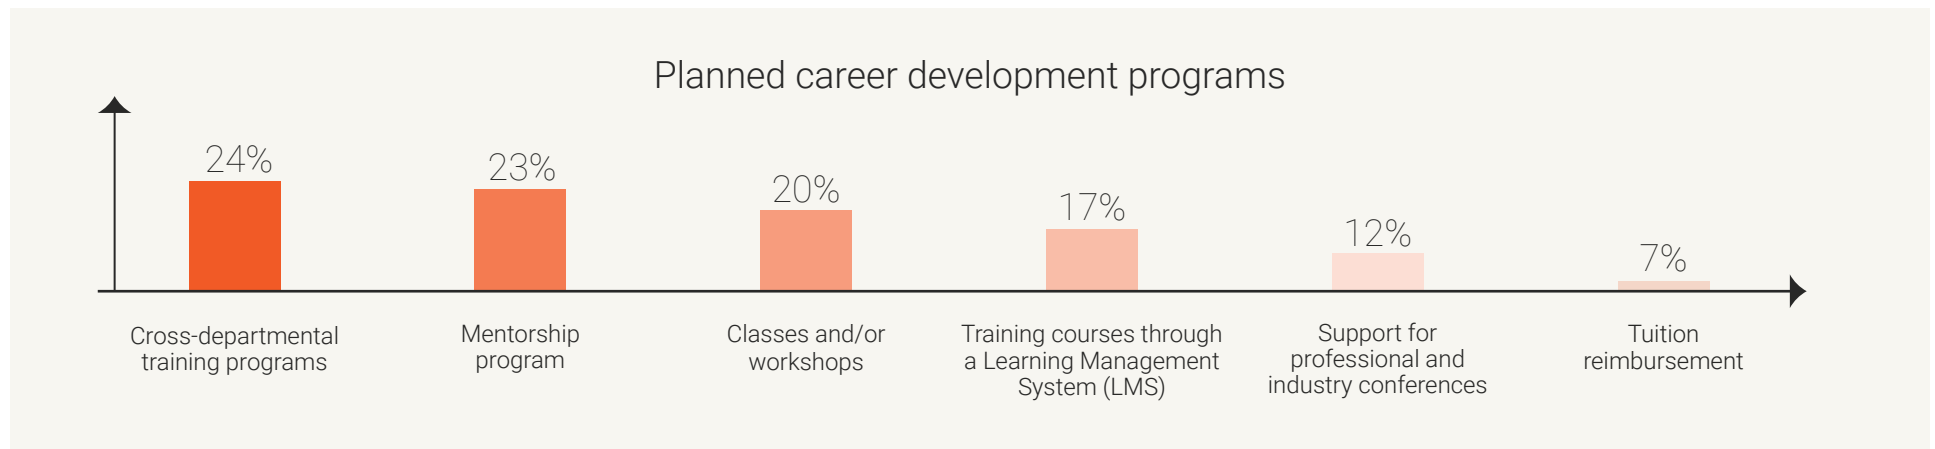 Planned career development programs
24%
23%
20%
17%
12%
7%
Cross-departmental
training programs
Mentorship
program
Classes and/or
workshops
Training courses through
a Learning Management
System (LMS)
Support for
professional and
industry conferences
Tuition
reimbursement